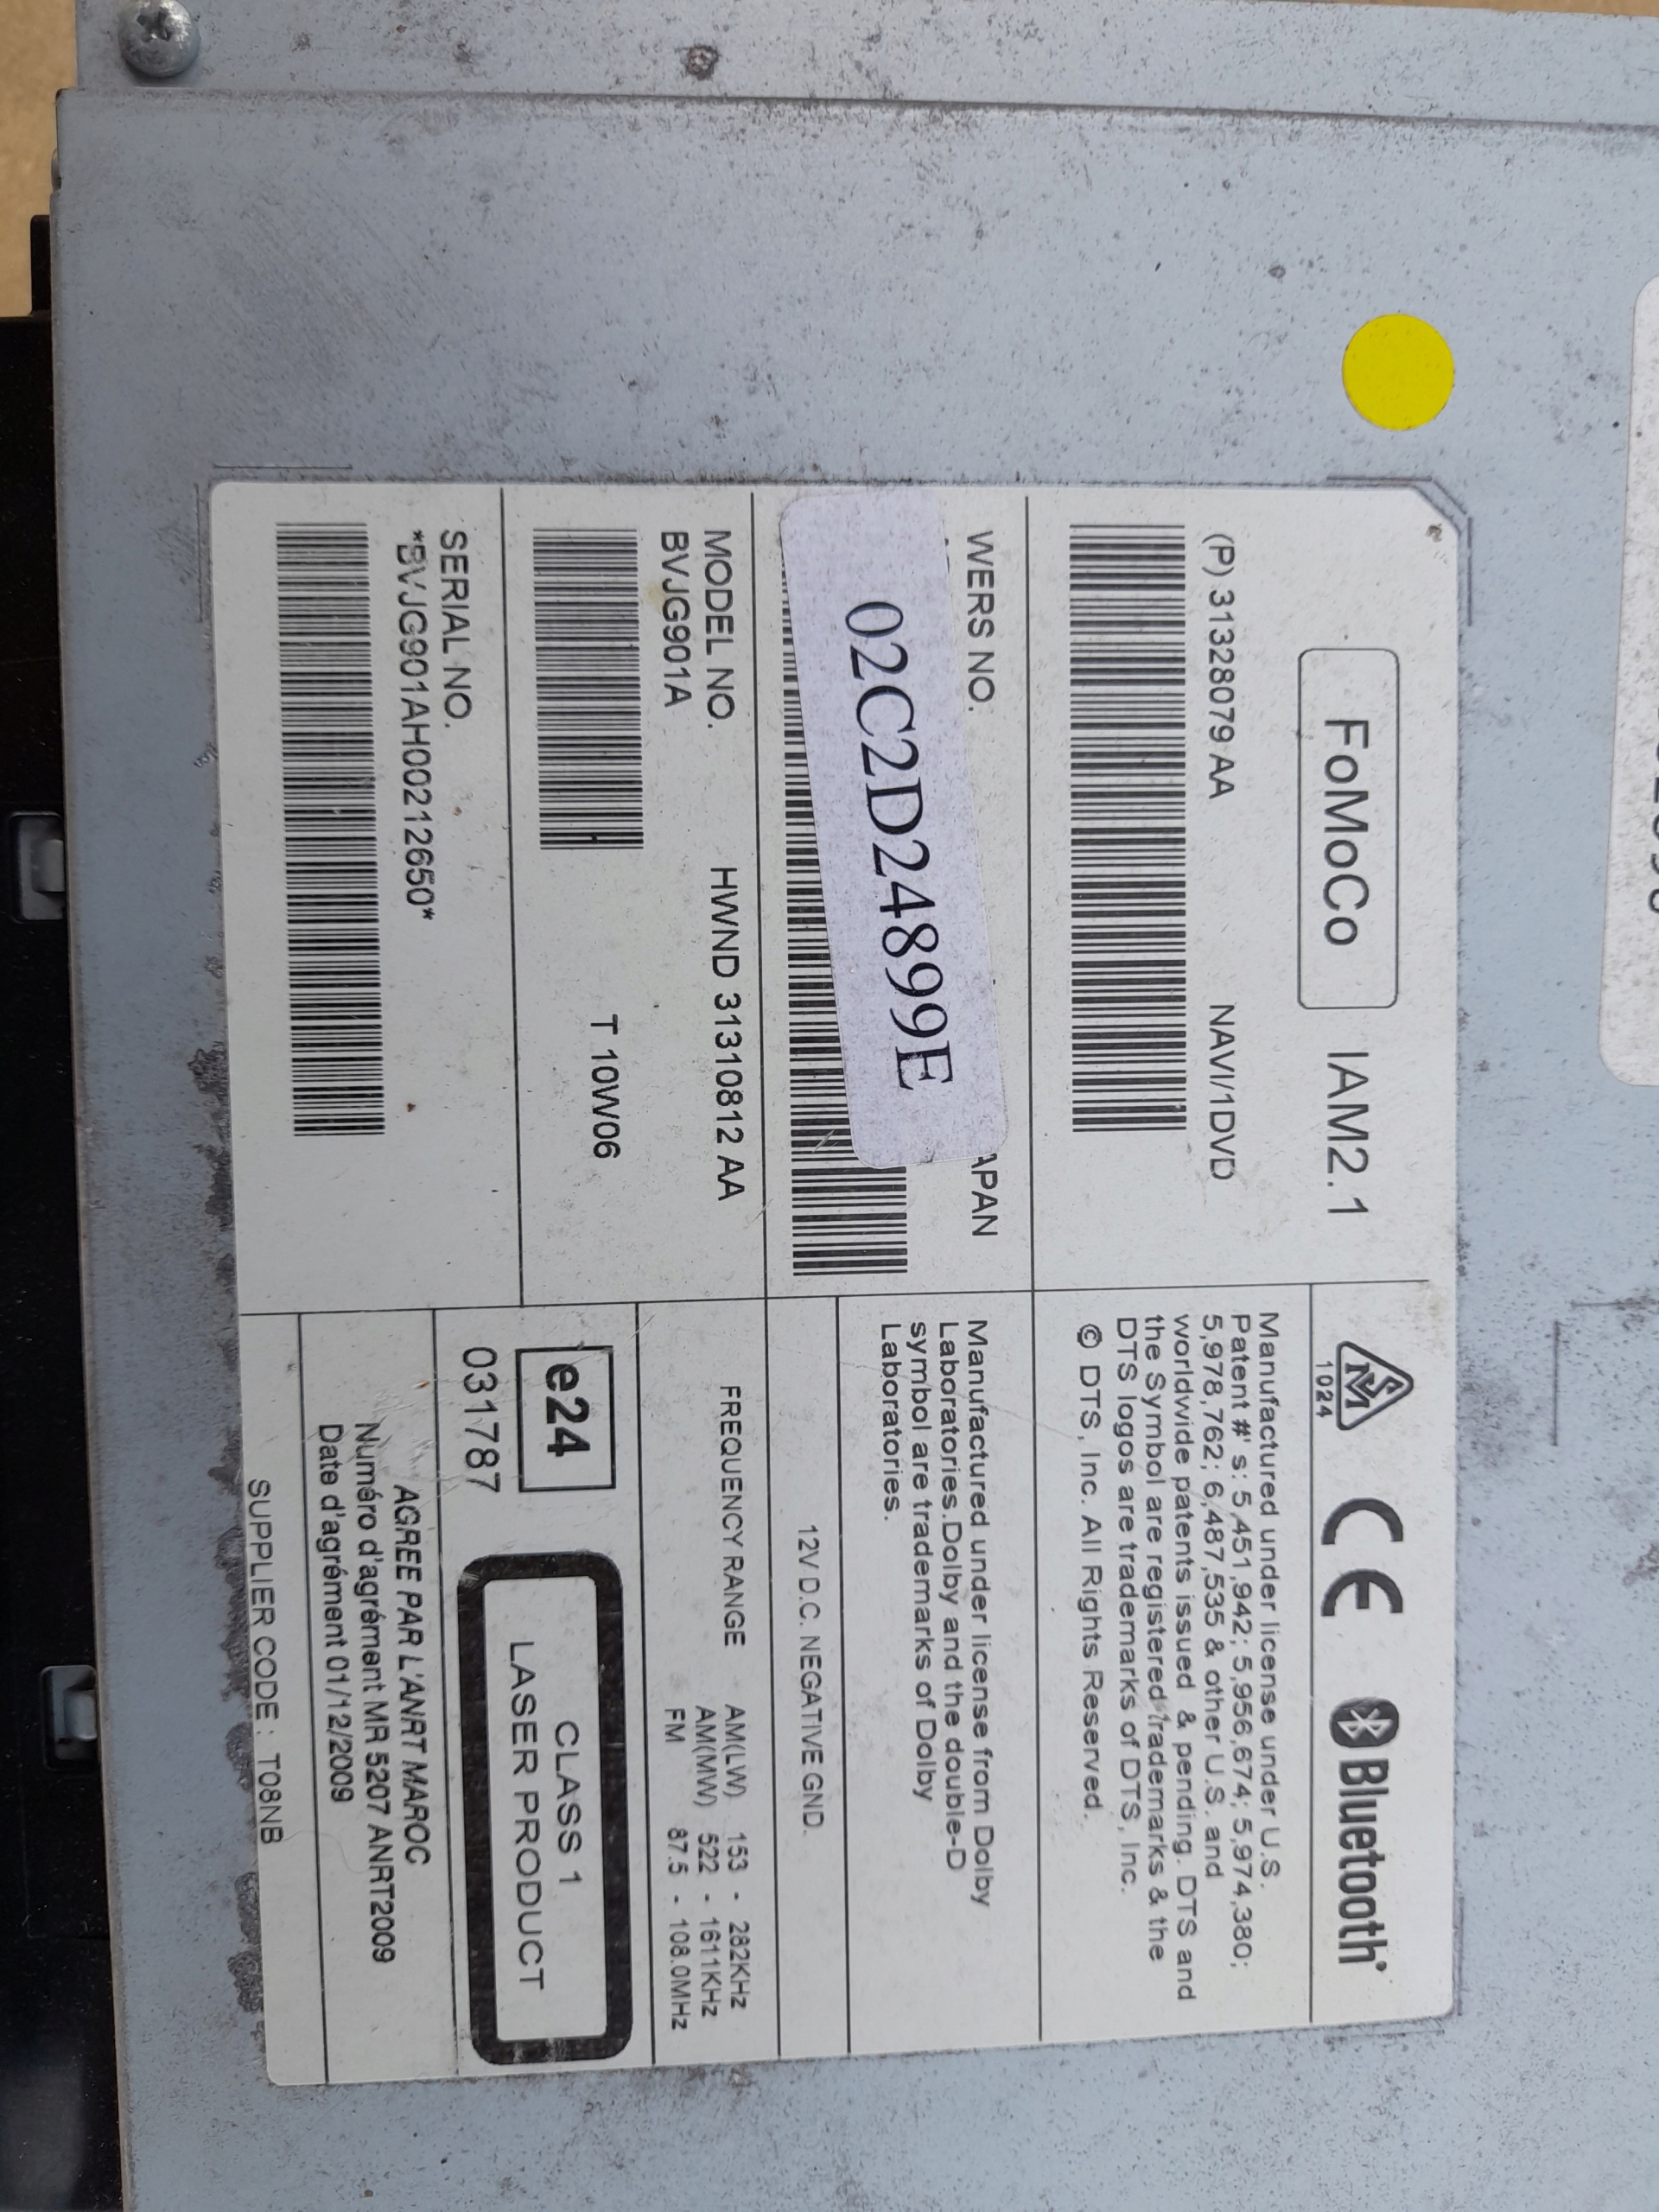 FoMoCo IAM2.1
(P) 31328079 AA NAVI/1DVD
WERS NO.
02C2D24899E
MODEL NO. HWND 31310812 AA
BVJG901A
T 10W06
SERIAL NO.
*BVJG901AH00212650*
1024
CE Bluetooth®
Manufactured under license under U.S.
Patent #' s: 5,451,942; 5,956,674; 5,974,380;
5,978,762; 6,487,535 & other U.S. and
worldwide patents issued & pending. DTS and
the Symbol are registered trademarks & the
DTS logos are trademarks of DTS, Inc.
© DTS, Inc. All Rights Reserved.
Manufactured under license from Dolby
Laboratories.Dolby and the double-D
symbol are trademarks of Dolby
Laboratories.
12V D.C. NEGATIVE GND.
FREQUENCY RANGE AM(LW) 153 - 282KHz
AM(MW) 522 - 1611KHz
FM 87.5 - 108.0MHz
e24
031787
CLASS 1
LASER PRODUCT
AGREE PAR L'ANRT MAROC
Numéro d'agrément MR 5207 ANRT2009
Date d'agrément 01/12/2009
SUPPLIER CODE : T08NB